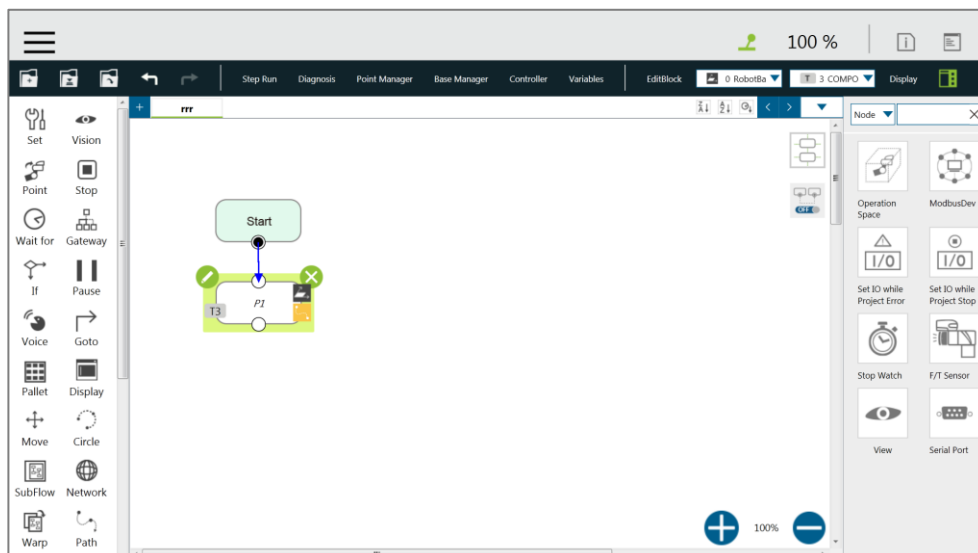 100 %
Step Run Diagnosis Point Manager Base Manager Controller Variables EditBlock 0 RobotBa T 3 COMPO Display
+ rrr
Node
Set Vision
Point Stop
Wait for Gateway
If Pause
Voice Goto
Pallet Display
Move Circle
SubFlow Network
Warp Path
Start
P1
T3
OFF
Operation
Space
ModbusDev
I/O
Set IO while
Project Error
I/O
Set IO while
Project Stop
Stop Watch
F/T Sensor
View
Serial Port
100%